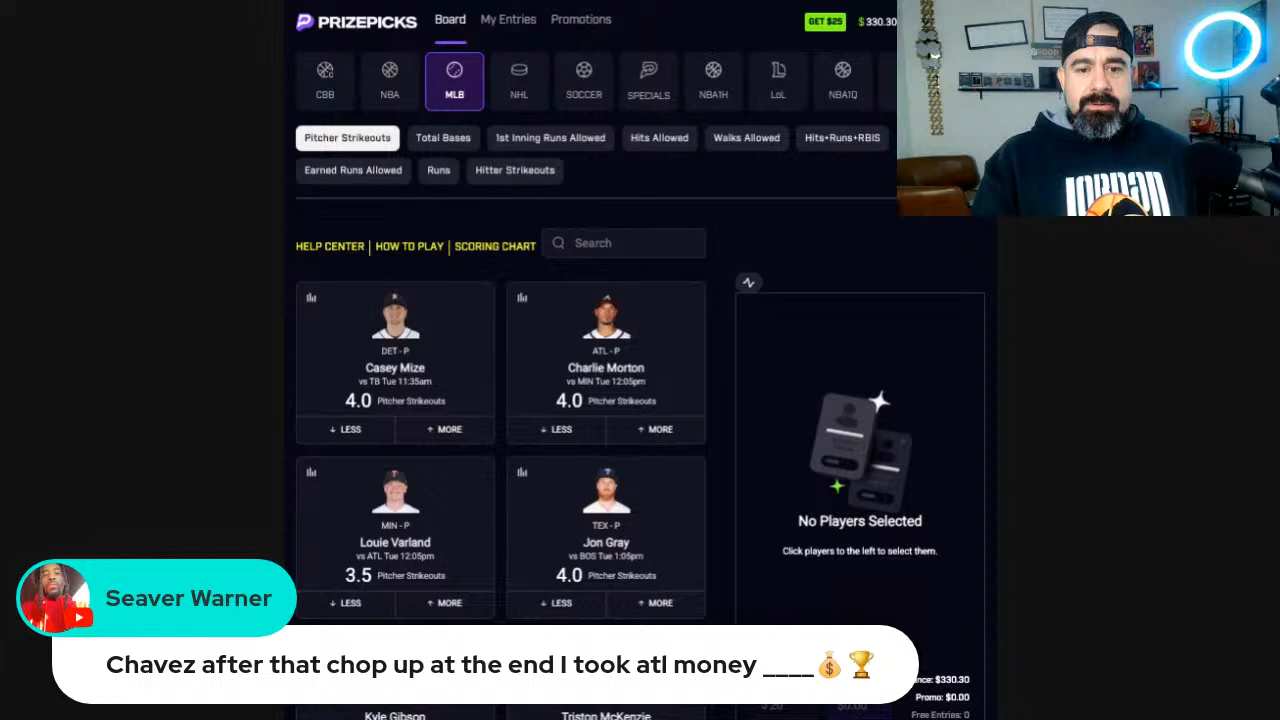 PRIZEPICKS Board My Entries Promotions GET $25 $ 330.30
CBB NBA MLB NHL SOCCER SPECIALS NBA1H LoL NBA1Q
Pitcher Strikeouts Total Bases 1st Inning Runs Allowed Hits Allowed Walks Allowed Hits+Runs+RBIS
Earned Runs Allowed Runs Hitter Strikeouts
HELP CENTER | HOW TO PLAY | SCORING CHART Search
DET - P
Casey Mize
vs TB Tue 11:35am
4.0 Pitcher Strikeouts
↓ LESS ↑ MORE
ATL - P
Charlie Morton
vs MIN Tue 12:05pm
4.0 Pitcher Strikeouts
↓ LESS ↑ MORE
MIN - P
Louie Varland
vs ATL Tue 12:05pm
3.5 Pitcher Strikeouts
↓ LESS ↑ MORE
TEX - P
Jon Gray
vs BOS Tue 1:05pm
4.0 Pitcher Strikeouts
↓ LESS ↑ MORE
No Players Selected
Click players to the left to select them.
JORDAN
Seaver Warner
Chavez after that chop up at the end I took atl money ____💰🏆
$330.30
Promo: $0.00
Free Entries: 0
$ 20 $0.00
Kyle Gibson Triston McKenzie